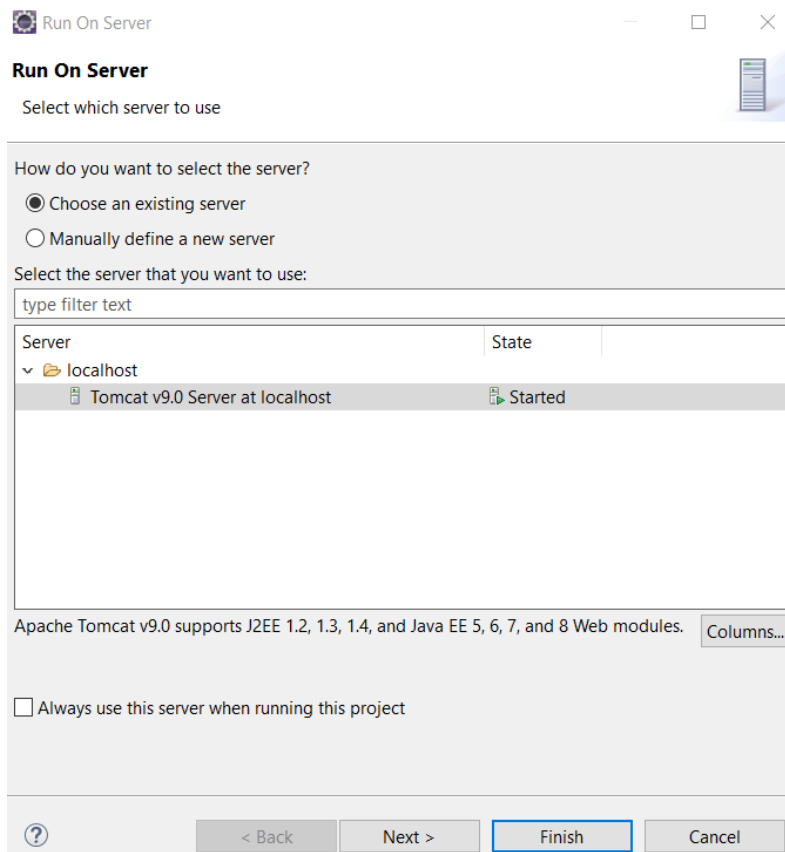 Run On Server
Run On Server
Select which server to use
How do you want to select the server?
Choose an existing server
Manually define a new server
Select the server that you want to use:
type filter text
Server State
localhost
Tomcat v9.0 Server at localhost Started
Apache Tomcat v9.0 supports J2EE 1.2, 1.3, 1.4, and Java EE 5, 6, 7, and 8 Web modules. Columns...
Always use this server when running this project
? < Back Next > Finish Cancel